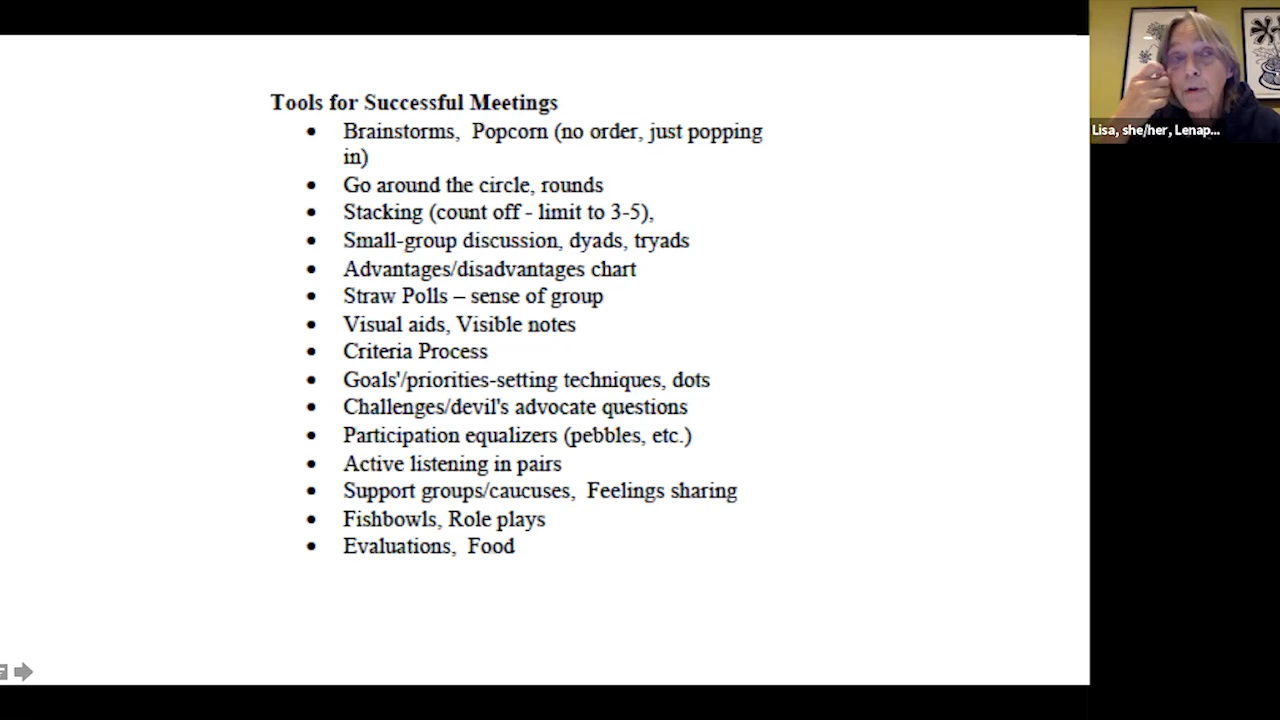 Tools for Successful Meetings
• Brainstorms, Popcorn (no order, just popping
in)
• Go around the circle, rounds
• Stacking (count off - limit to 3-5),
• Small-group discussion, dyads, tryads
• Advantages/disadvantages chart
• Straw Polls – sense of group
• Visual aids, Visible notes
• Criteria Process
• Goals'/priorities-setting techniques, dots
• Challenges/devil's advocate questions
• Participation equalizers (pebbles, etc.)
• Active listening in pairs
• Support groups/caucuses, Feelings sharing
• Fishbowls, Role plays
• Evaluations, Food
Lisa, she/her, Lenap...